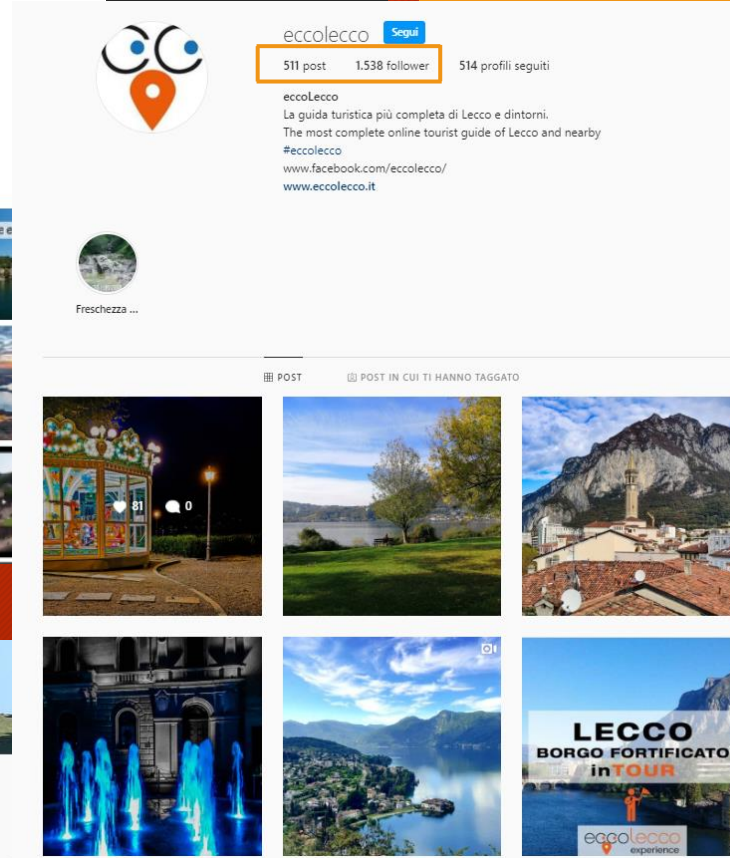 eccolecco Segui
511 post 1.538 follower 514 profili seguiti
eccoLecco
La guida turistica più completa di Lecco e dintorni.
The most complete online tourist guide of Lecco and nearby
#eccolecco
www.facebook.com/eccolecco/
www.eccolecco.it
Freschezza ...
POST POST IN CUI TI HANNO TAGGATO
81 0
LECCO
BORGO FORTIFICATO
inTOUR
eccolecco
experience